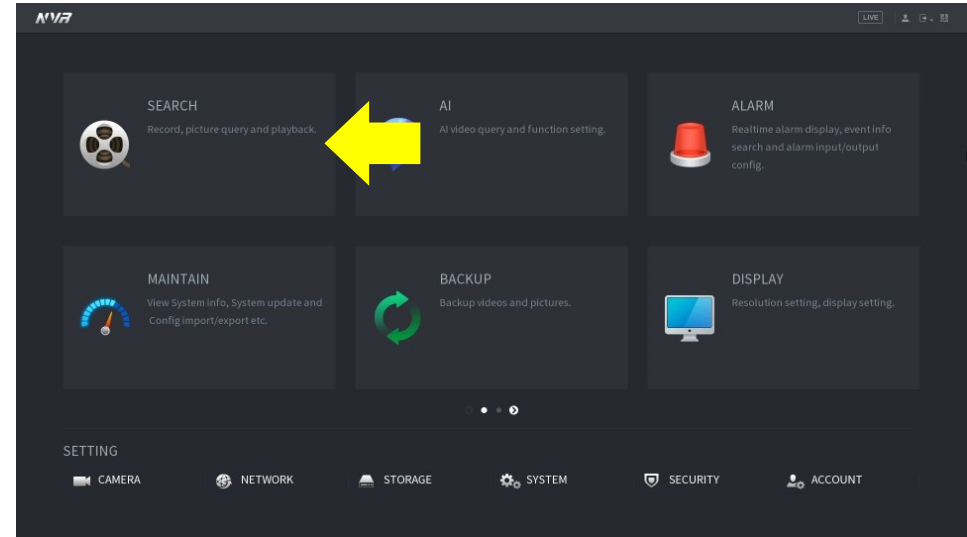 NVR
LIVE
SEARCH
Record, picture query and playback.
AI
AI video query and function setting.
ALARM
Realtime alarm display, event info
search and alarm input/output
config.
MAINTAIN
View System info, System update and
Config import/export etc.
BACKUP
Backup videos and pictures.
DISPLAY
Resolution setting, display setting.
SETTING
CAMERA
NETWORK
STORAGE
SYSTEM
SECURITY
ACCOUNT